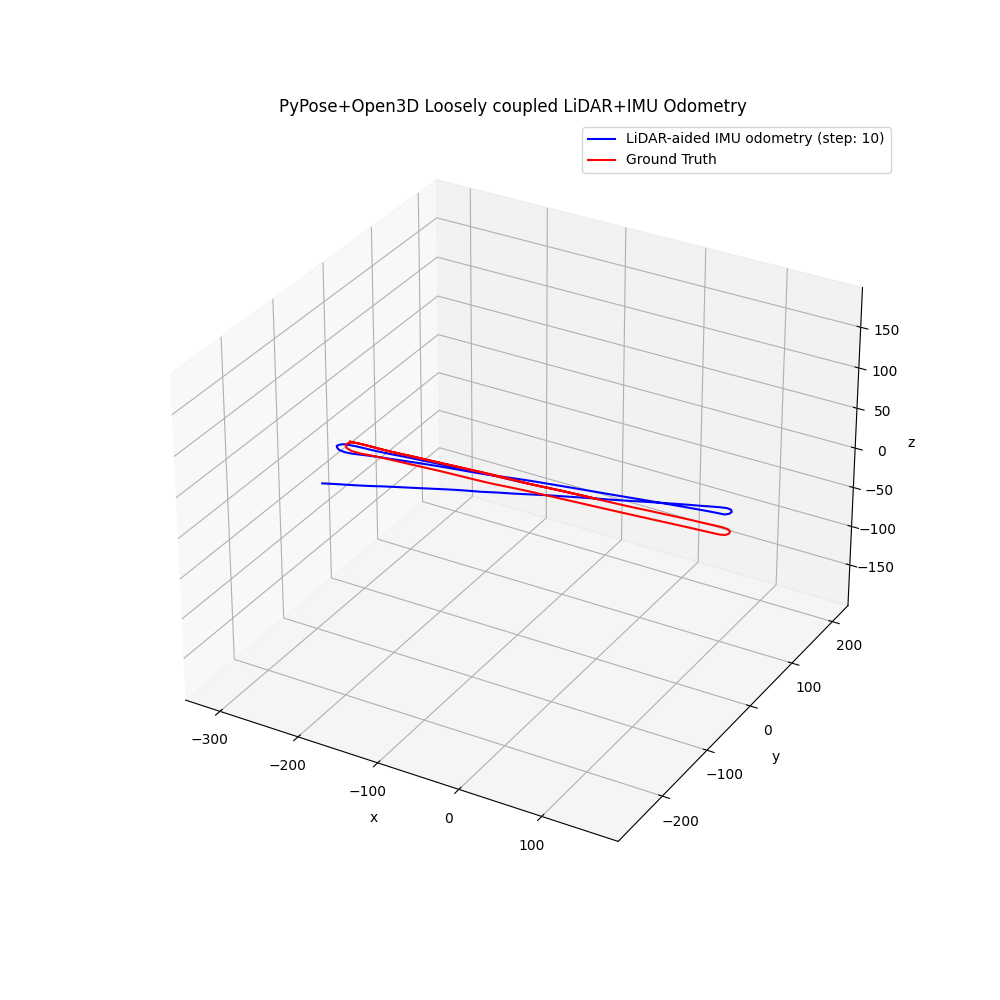 PyPose+Open3D Loosely coupled LiDAR+IMU Odometry
LiDAR-aided IMU odometry (step: 10)
Ground Truth
150
100
50
0
−50
−100
−150
z
200
100
0
−100
−200
y
−300
−200
−100
0
100
x